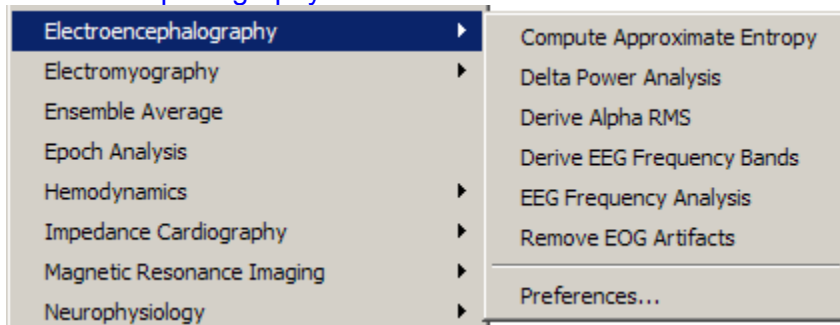 Electroencephalography
Electromyography
Ensemble Average
Epoch Analysis
Hemodynamics
Impedance Cardiography
Magnetic Resonance Imaging
Neurophysiology
Compute Approximate Entropy
Delta Power Analysis
Derive Alpha RMS
Derive EEG Frequency Bands
EEG Frequency Analysis
Remove EOG Artifacts
Preferences...